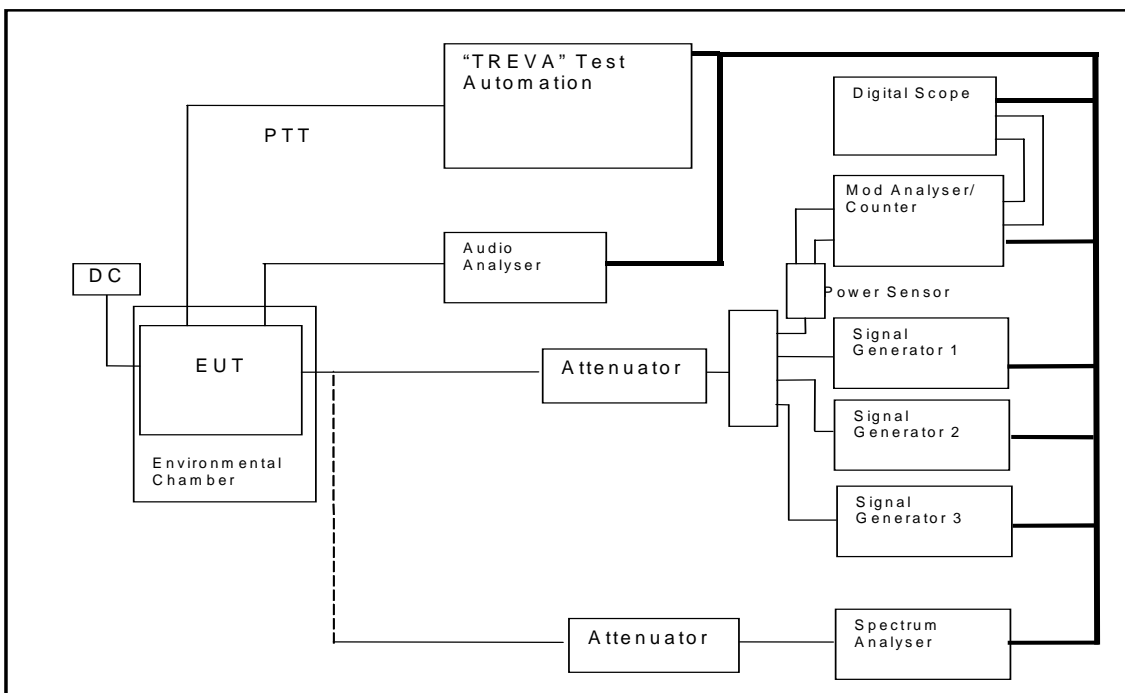 “TREVA” Test
Automation
Digital Scope
PTT
Mod Analyser/
Counter
Audio
Analyser
DC
Power Sensor
EUT
Attenuator
Signal
Generator 1
Signal
Generator 2
Environmental
Chamber
Signal
Generator 3
Attenuator
Spectrum
Analyser